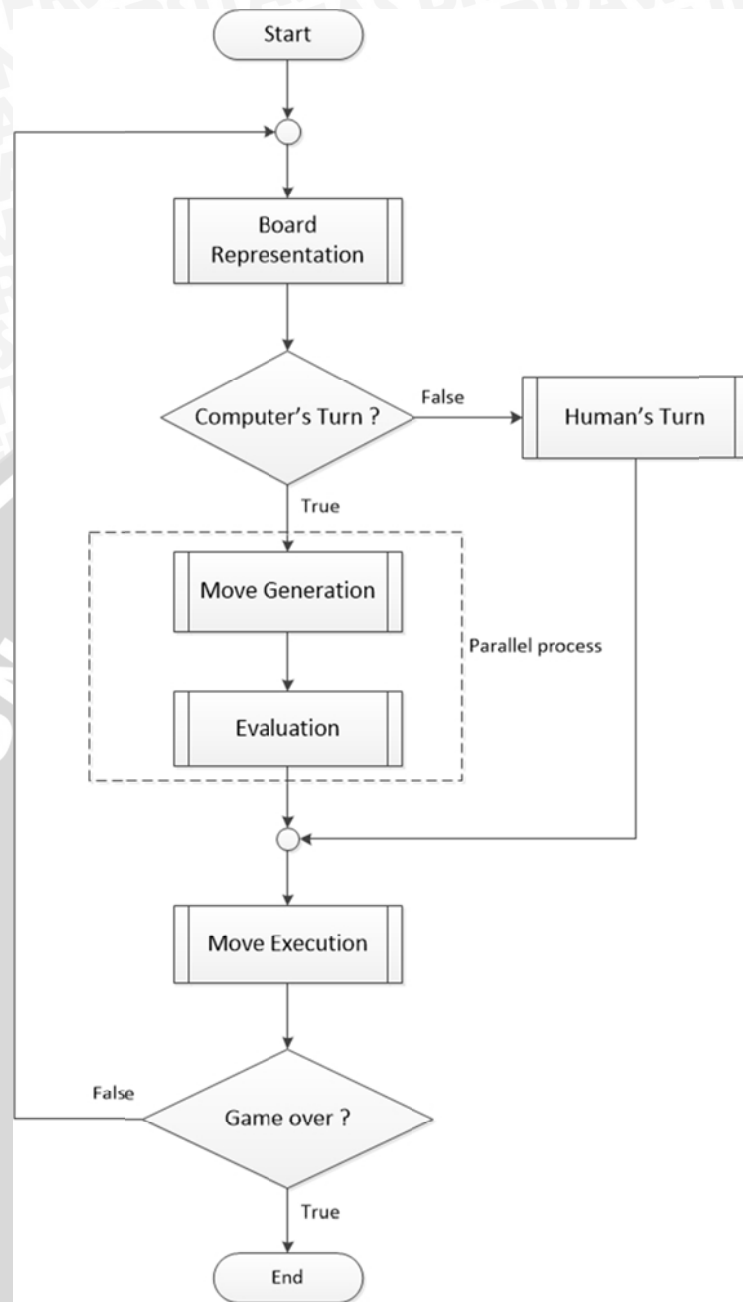 Start
Board
Representation
Computer's Turn ?
False
Human's Turn
True
Move Generation
Parallel process
Evaluation
Move Execution
False
Game over ?
True
End